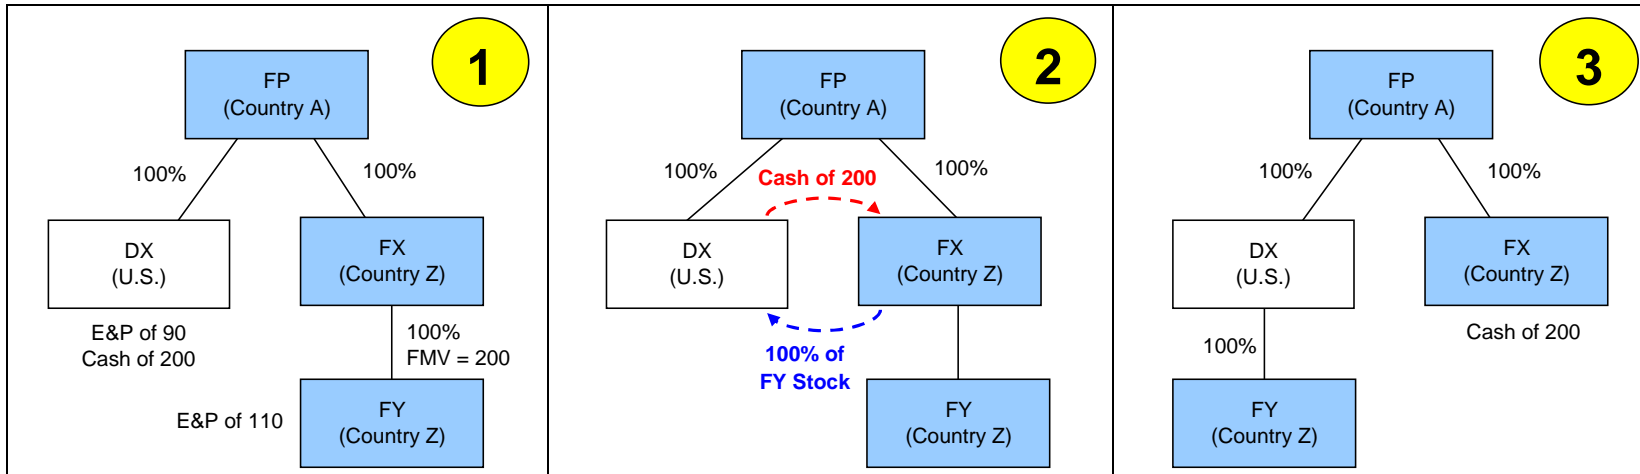 1
FP
(Country A)
100%
100%
DX
(U.S.)
FX
(Country Z)
E&P of 90
Cash of 200
100%
FMV = 200
E&P of 110
FY
(Country Z)
2
FP
(Country A)
100%
100%
Cash of 200
DX
(U.S.)
FX
(Country Z)
100% of
FY Stock
FY
(Country Z)
3
FP
(Country A)
100%
100%
DX
(U.S.)
FX
(Country Z)
Cash of 200
100%
FY
(Country Z)